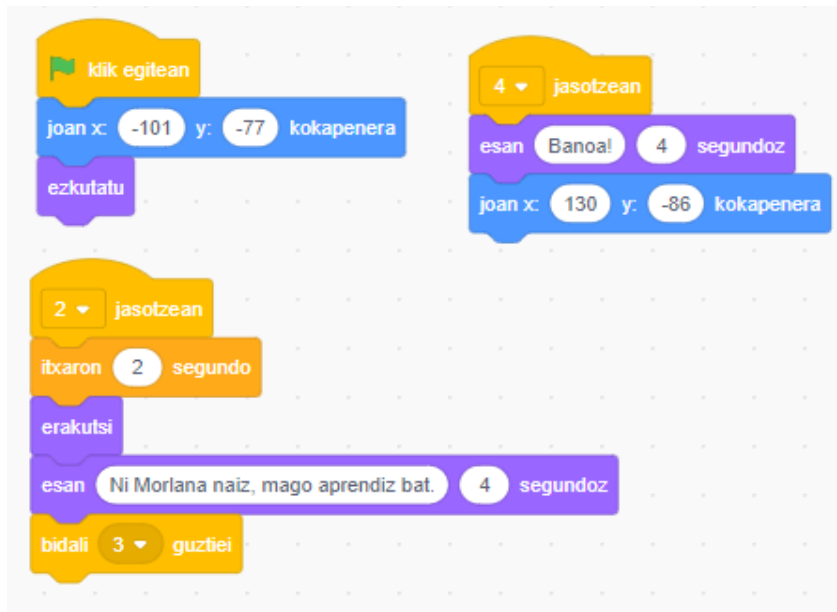 klik egitean
joan x: -101 y: -77 kokapenera
ezkutatu
4 jasotzean
esan Banoa! 4 segundoz
joan x: 130 y: -86 kokapenera
2 jasotzean
itxaron 2 segundo
erakutsi
esan Ni Morlana naiz, mago aprendiz bat. 4 segundoz
bidali 3 guztiei